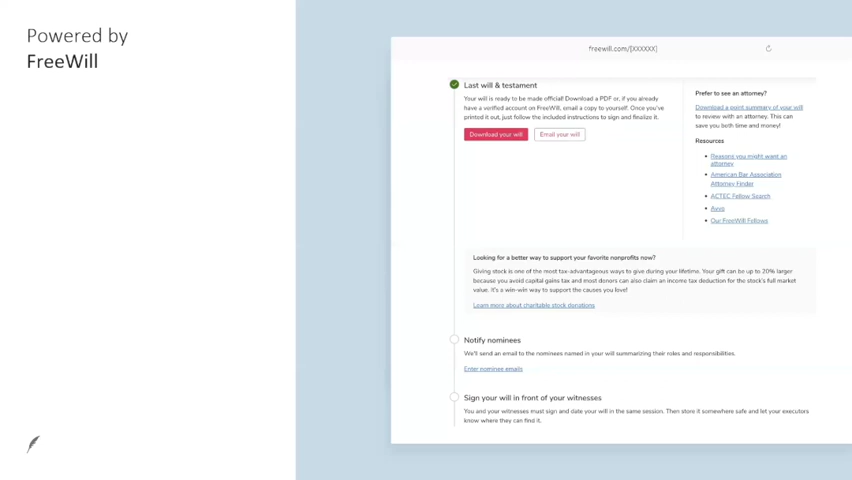 Powered by
FreeWill
freewill.com/[XXXXXX]
Last will & testament
Your will is ready to be made official! Download a PDF or, if you already
have a verified account on FreeWill, email a copy to yourself. Once you've
printed it out, just follow the included instructions to sign and finalize it.
Download your will
Email your will
Prefer to see an attorney?
Download a point summary of your will
to review with an attorney. This can
save you both time and money!
Resources
Reasons you might want an
attorney
American Bar Association
Attorney Finder
ACTEC Fellow Search
Avvo
Our FreeWill Fellows
Looking for a better way to support your favorite nonprofits now?
Giving stock is one of the most tax-advantageous ways to give during your lifetime. Your gift can be up to 20% larger
because you avoid capital gains tax and most donors can also claim an income tax deduction for the stock's full market
value. It's a win-win way to support the causes you love!
Learn more about charitable stock donations
Notify nominees
We'll send an email to the nominees named in your will summarizing their roles and responsibilities.
Enter nominee emails
Sign your will in front of your witnesses
You and your witnesses must sign and date your will in the same session. Then store it somewhere safe and let your executors
know where they can find it.